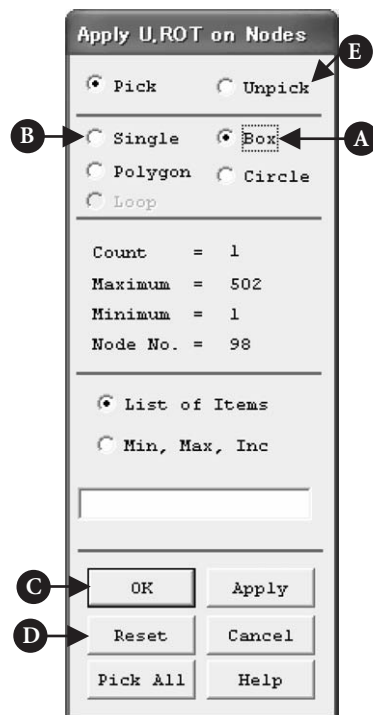 Apply U,ROT on Nodes
E
Pick Unpick
B Single Box A
Polygon Circle
Loop
Count = 1
Maximum = 502
Minimum = 1
Node No. = 98
List of Items
Min, Max, Inc
C OK Apply
D Reset Cancel
Pick All Help